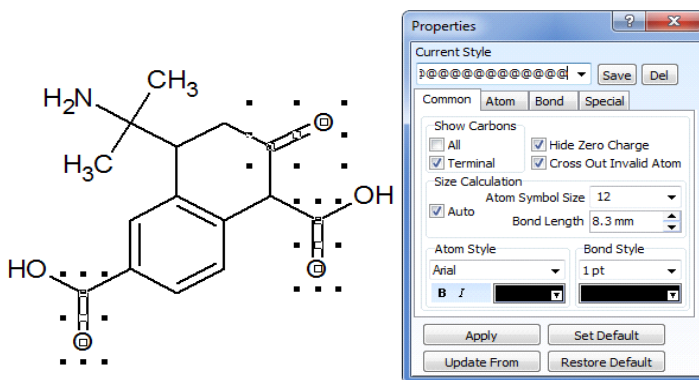 H₂N
CH₃
H₃C
O
OH
O
HO
O
Properties
?
x
Current Style
@@@@@@@@@@@@
Save
Del
Common
Atom
Bond
Special
Show Carbons
All
Terminal
Hide Zero Charge
Cross Out Invalid Atom
Size Calculation
Auto
Atom Symbol Size
12
Bond Length
8.3 mm
Atom Style
Arial
B
I
Bond Style
1 pt
Apply
Set Default
Update From
Restore Default